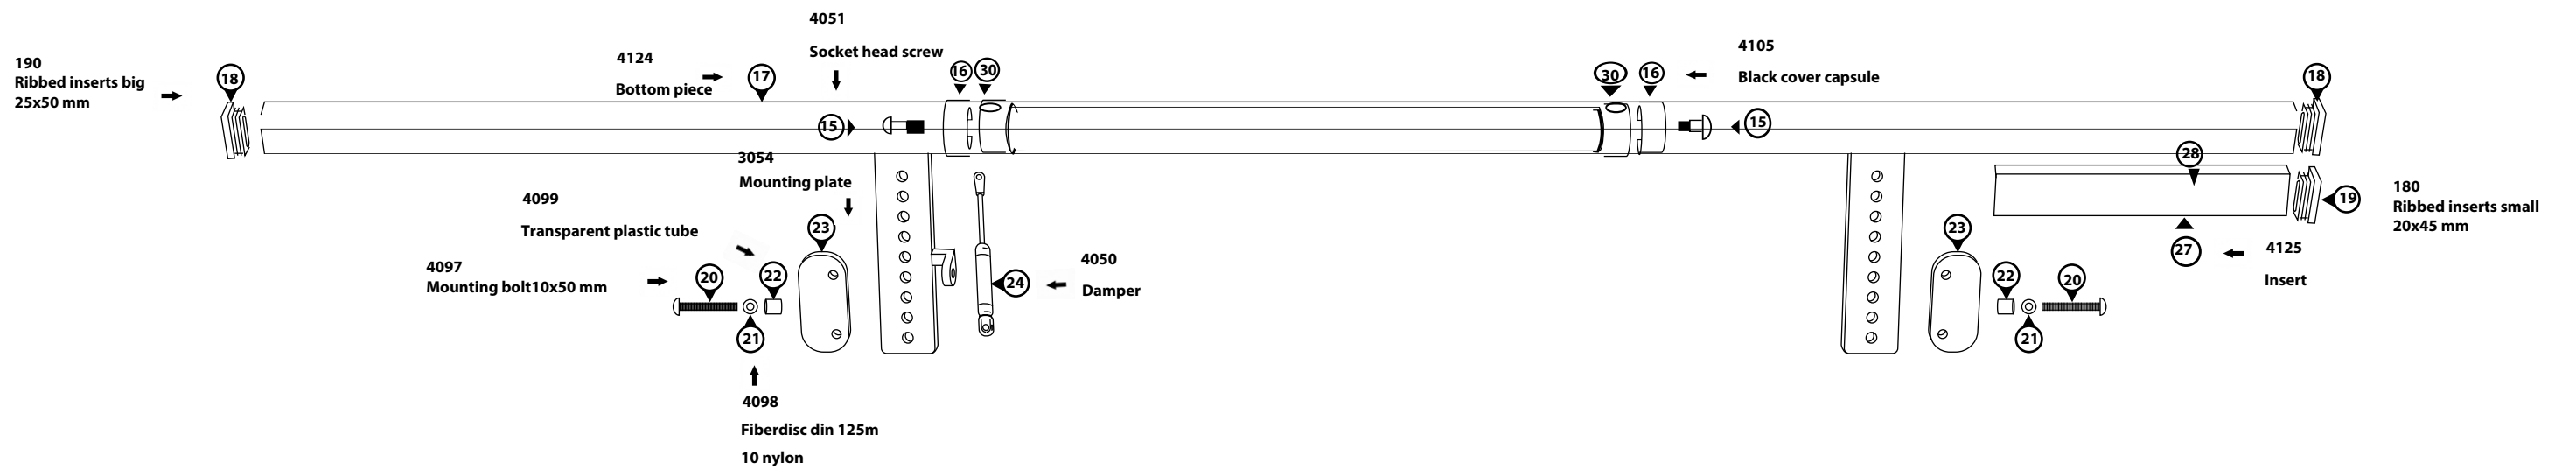 4051
Socket head screw
4124
Bottom piece
4105
Black cover capsule
190
Ribbed inserts big
25x50 mm
18
17
16
30
30
16
18
15
15
3054
Mounting plate
28
4099
Transparent plastic tube
23
23
19
180
Ribbed inserts small
20x45 mm
27
4125
Insert
4097
Mounting bolt10x50 mm
20
22
24
4050
Damper
22
20
21
21
4098
Fiberdisc din 125m
10 nylon